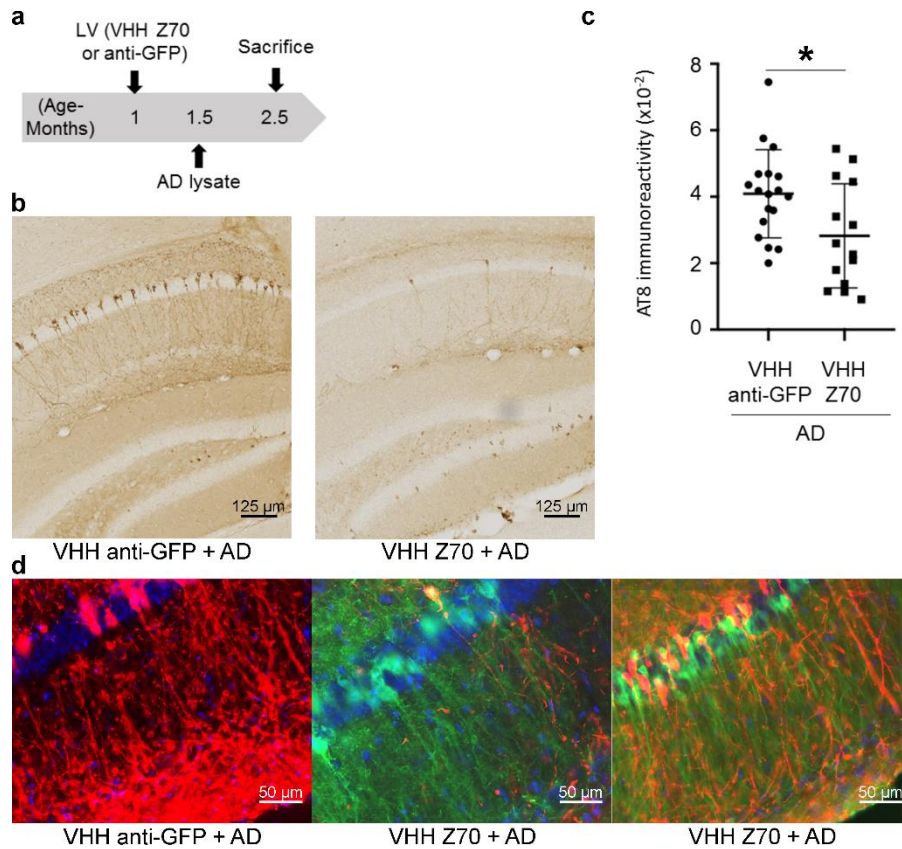 a
LV (VHH Z70
or anti-GFP)
Sacrifice
(Age-
Months)
1
1.5
2.5
AD lysate
b
125 µm
125 µm
VHH anti-GFP + AD
VHH Z70 + AD
c
*
AT8 immunoreactivity (x10-2)
8
6
4
2
0
VHH
anti-GFP
VHH
Z70
AD
d
50 µm
50 µm
50 µm
VHH anti-GFP + AD
VHH Z70 + AD
VHH Z70 + AD